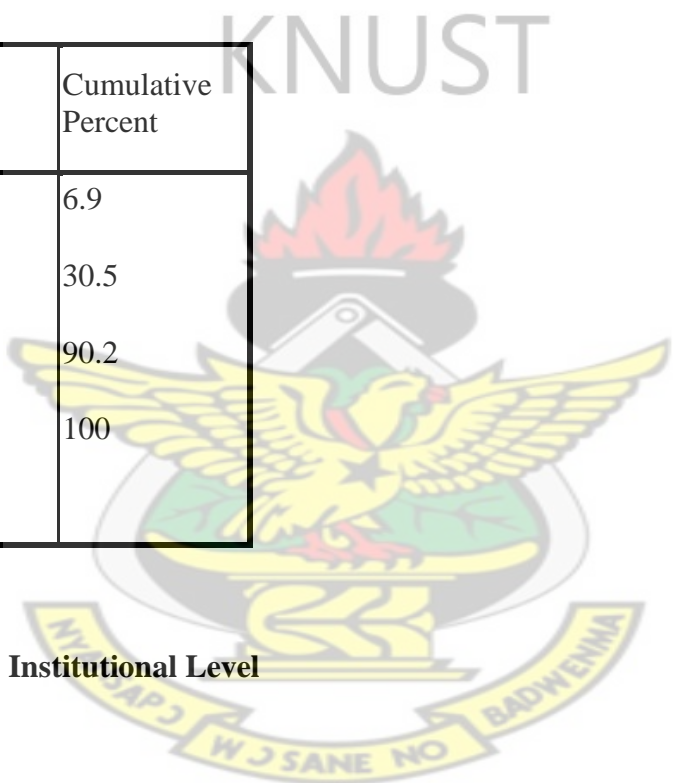 KNUST
Cumulative
Percent
6.9
30.5
90.2
100
Institutional Level
BADWENMA
W Ɔ SANE NO